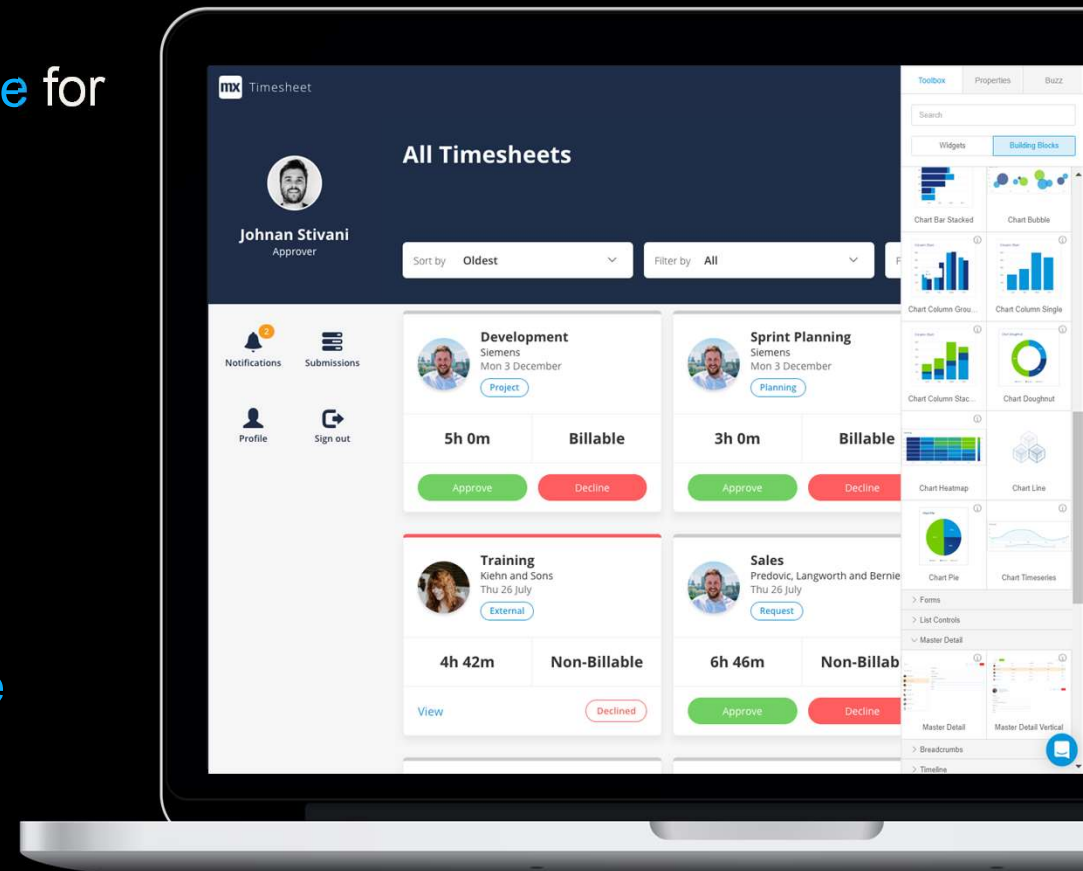 e for
e
mx Timesheet
Johnan Stivani
Approver
Notifications
2
Submissions
Profile
Sign out
All Timesheets
Sort by Oldest
Filter by All
F
Development
Siemens
Mon 3 December
Project
5h 0m
Billable
Approve
Decline
Sprint Planning
Siemens
Mon 3 December
Planning
3h 0m
Billable
Approve
Decline
Training
Kiehn and Sons
Thu 26 July
External
4h 42m
Non-Billable
View
Declined
Sales
Predovic, Langworth and Bernie
Thu 26 July
Request
6h 46m
Non-Billab
Approve
Decline
Toolbox
Properties
Buzz
Search
Widgets
Building Blocks
Chart Bar Stacked
Chart Bubble
Chart Column Grou...
Chart Column Single
Chart Column Stac...
Chart Doughnut
Chart Heatmap
Chart Line
Chart Pie
Chart Timeseries
Forms
List Controls
Master Detail
Master Detail
Master Detail Vertical
Breadcrumbs
Timeline